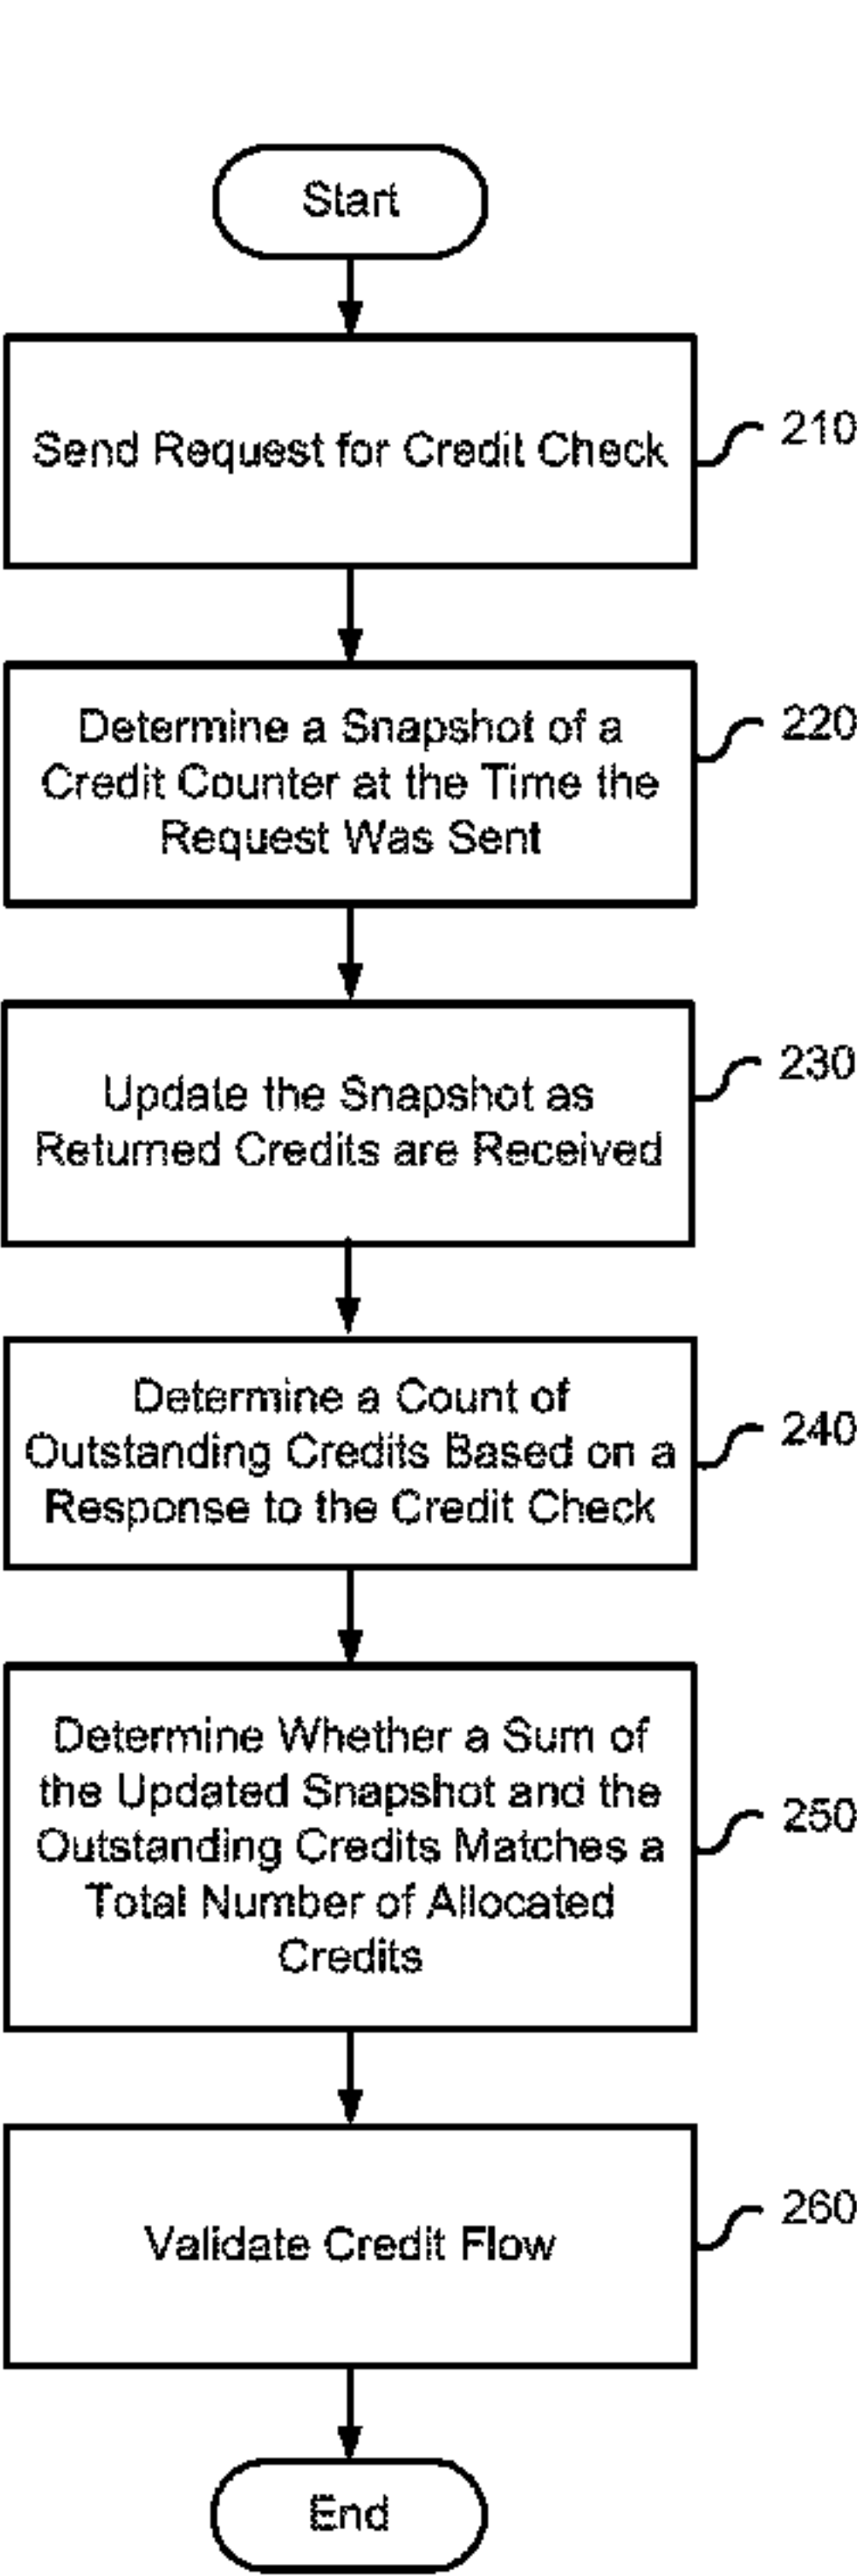 Start
Send Request for Credit Check
210
Determine a Snapshot of a
Credit Counter at the Time the
Request Was Sent
220
Update the Snapshot as
Returned Credits are Received
230
Determine a Count of
Outstanding Credits Based on a
Response to the Credit Check
240
Determine Whether a Sum of
the Updated Snapshot and the
Outstanding Credits Matches a
Total Number of Allocated
Credits
250
Validate Credit Flow
260
End